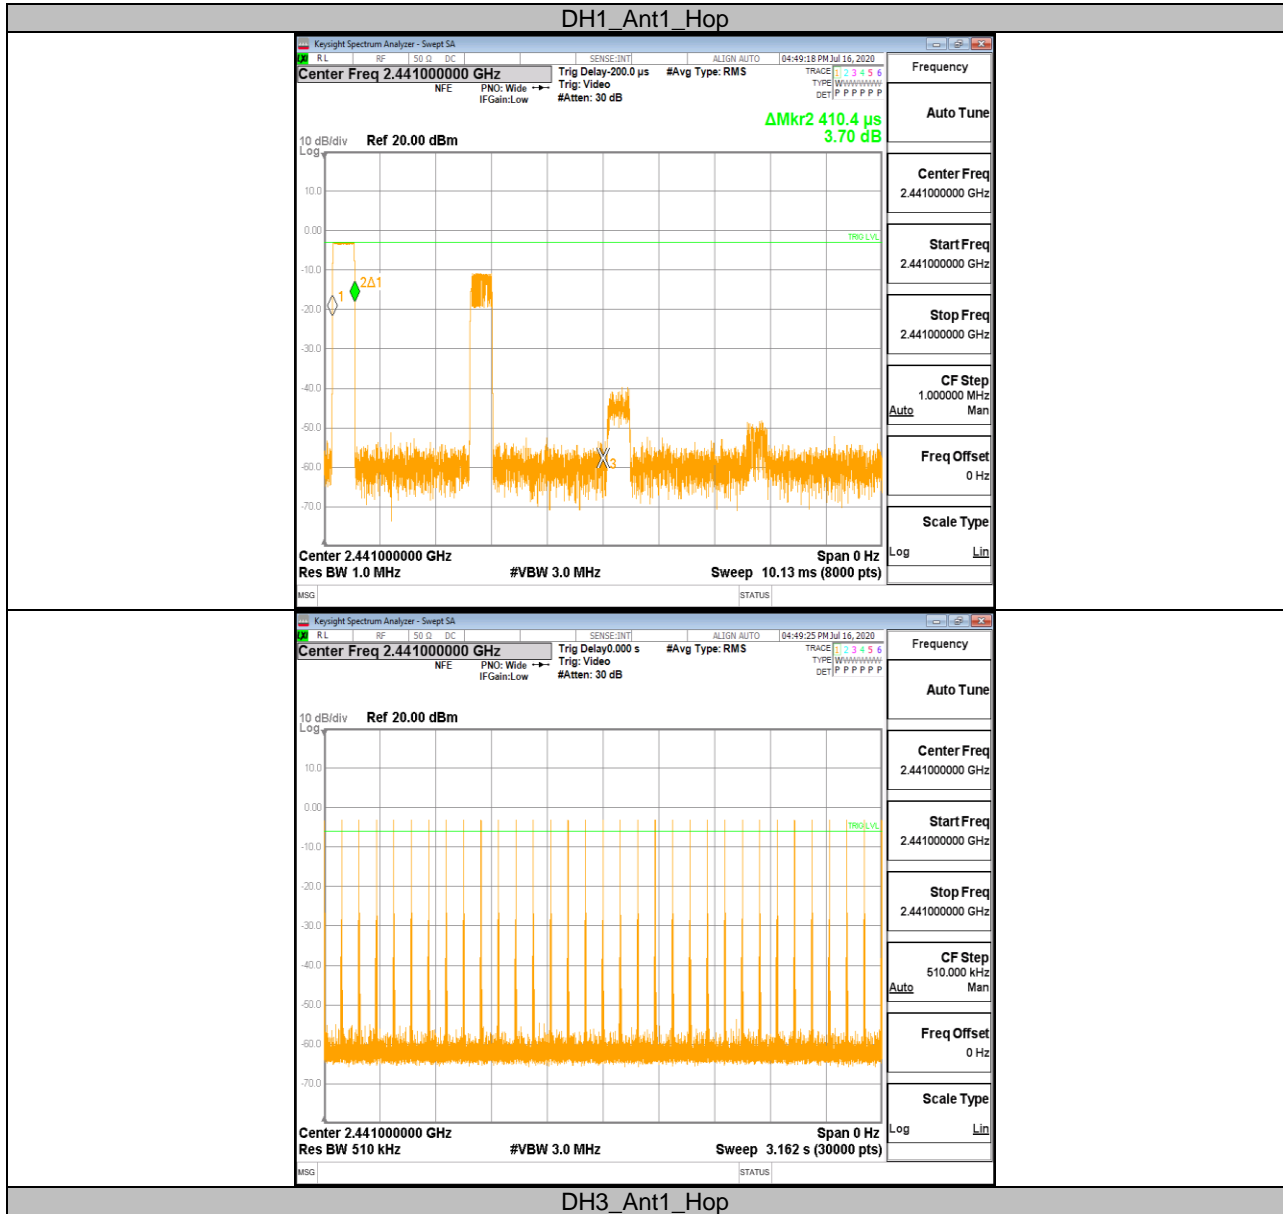 DH1_Ant1_Hop
Keysight Spectrum Analyzer - Swept SA
LXI RL RF 50 Ω DC SENSE:INT ALIGN AUTO 04:49:18 PM Jul 16, 2020
Center Freq 2.441000000 GHz
NFE PNO: Wide IFGain:Low
Trig Delay-200.0 µs
Trig: Video
#Atten: 30 dB
#Avg Type: RMS
TRACE 1 2 3 4 5 6
TYPE WWWWWW
DET P P P P P P
ΔMkr2 410.4 µs
3.70 dB
10 dB/div Ref 20.00 dBm
Log
10.0
0.00
TRIG LVL
-10.0
2Δ1
1
-20.0
-30.0
-40.0
-50.0
3
-60.0
-70.0
Center 2.441000000 GHz Span 0 Hz
Res BW 1.0 MHz #VBW 3.0 MHz Sweep 10.13 ms (8000 pts)
MSG STATUS
Frequency
Auto Tune
Center Freq
2.441000000 GHz
Start Freq
2.441000000 GHz
Stop Freq
2.441000000 GHz
CF Step
1.000000 MHz
Auto Man
Freq Offset
0 Hz
Scale Type
Log Lin
Keysight Spectrum Analyzer - Swept SA
LXI RL RF 50 Ω DC SENSE:INT ALIGN AUTO 04:49:25 PM Jul 16, 2020
Center Freq 2.441000000 GHz
NFE PNO: Wide IFGain:Low
Trig Delay0.000 s
Trig: Video
#Atten: 30 dB
#Avg Type: RMS
TRACE 1 2 3 4 5 6
TYPE WWWWWW
DET P P P P P P
10 dB/div Ref 20.00 dBm
Log
10.0
0.00
TRIG LVL
-10.0
-20.0
-30.0
-40.0
-50.0
-60.0
-70.0
Center 2.441000000 GHz Span 0 Hz
Res BW 510 kHz #VBW 3.0 MHz Sweep 3.162 s (30000 pts)
MSG STATUS
Frequency
Auto Tune
Center Freq
2.441000000 GHz
Start Freq
2.441000000 GHz
Stop Freq
2.441000000 GHz
CF Step
510.000 kHz
Auto Man
Freq Offset
0 Hz
Scale Type
Log Lin
DH3_Ant1_Hop